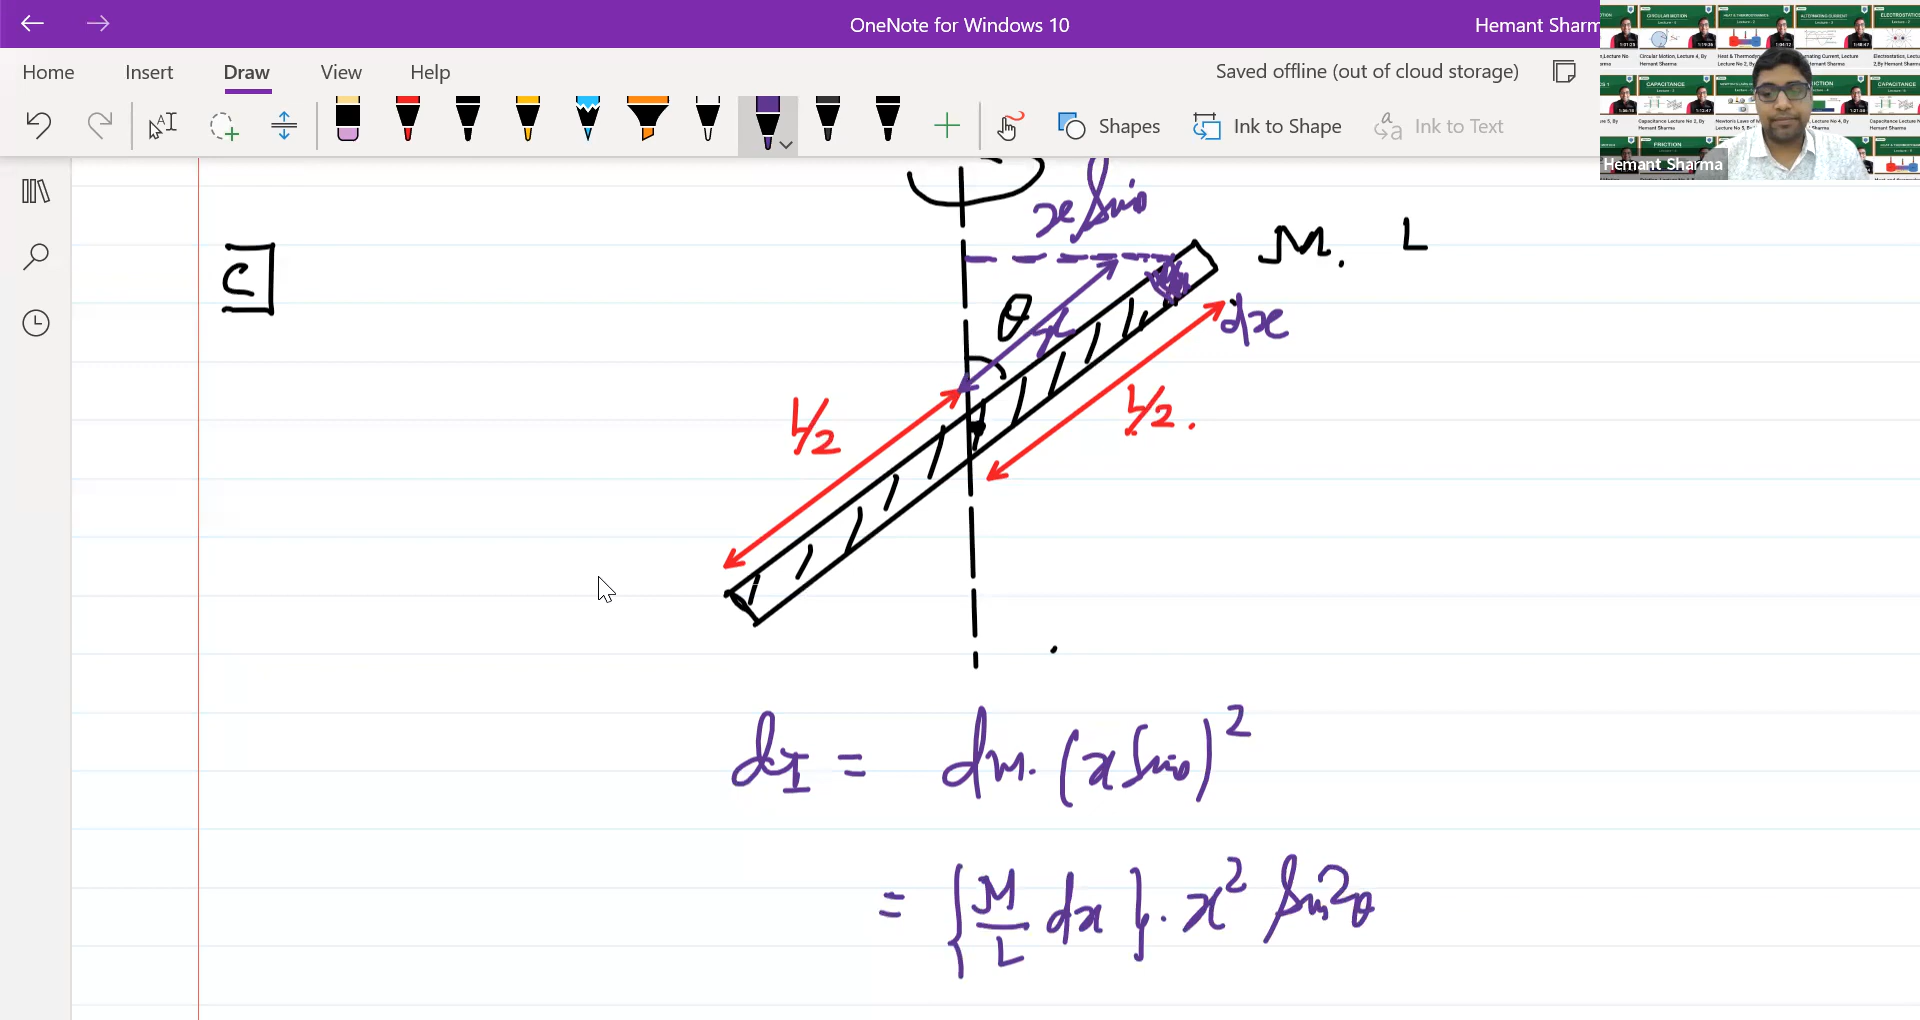 OneNote for Windows 10
Hemant Sharm
Home Insert Draw View Help
Saved offline (out of cloud storage)
Shapes Ink to Shape Ink to Text
Hemant Sharma
C
x Sinθ
M. L
θ
x
dx
L/2
L/2.
dI = dm. (x Sinθ)²
= {M/L dx}. x² Sin²θ